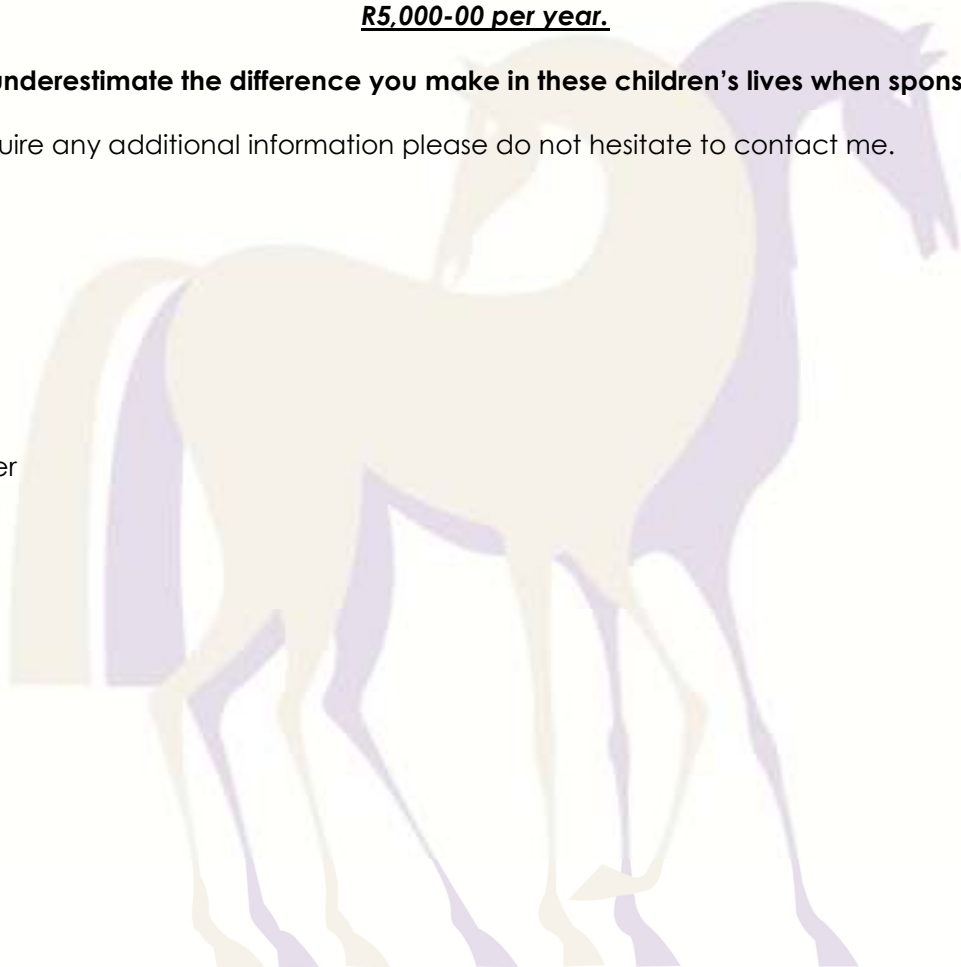 R5,000-00 per year.
underestimate the difference you make in these children's lives when spons
uire any additional information please do not hesitate to contact me.
er